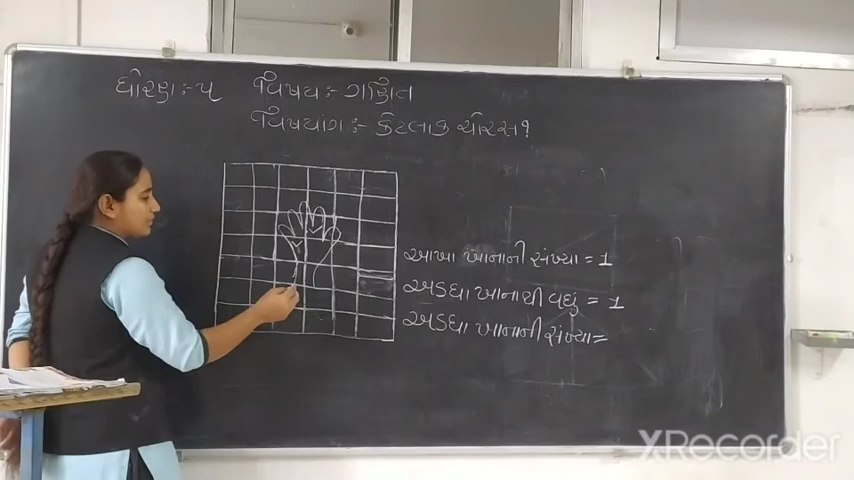 ધોરણ :- ૫ વિષય :- ગણિત
વિષયાંગ :- કેટલાક ચોરસ?
આખા ખાનાની સંખ્યા = 1
અડધા ખાનાથી વધું = 1
અડધા ખાનાની સંખ્યા=
XRecorder